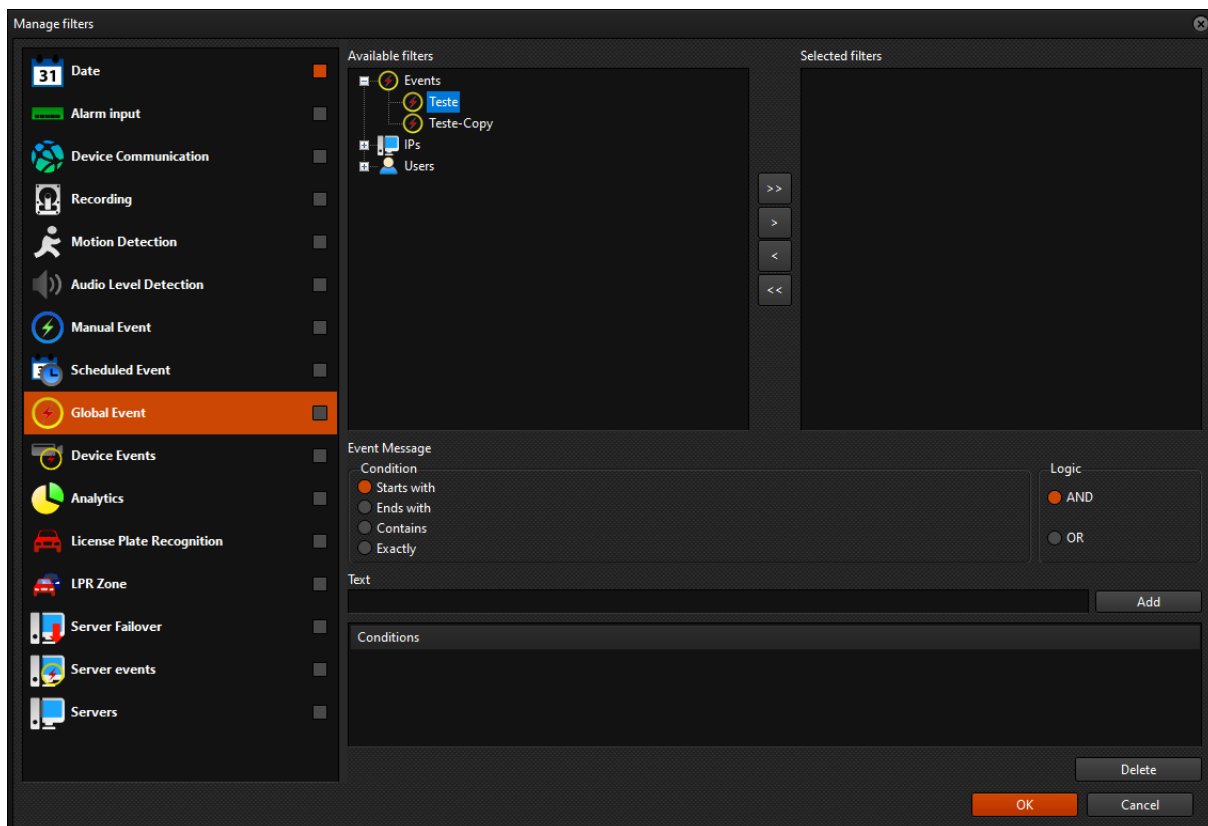 Manage filters
31 Date
Alarm input
Device Communication
Recording
Motion Detection
Audio Level Detection
Manual Event
Scheduled Event
Global Event
Device Events
Analytics
License Plate Recognition
LPR Zone
Server Failover
Server events
Servers
Available filters
Events
Teste
Teste-Copy
IPs
Users
>>
>
<
<<
Selected filters
Event Message
Condition
Starts with
Ends with
Contains
Exactly
Logic
AND
OR
Text
Add
Conditions
Delete
OK
Cancel